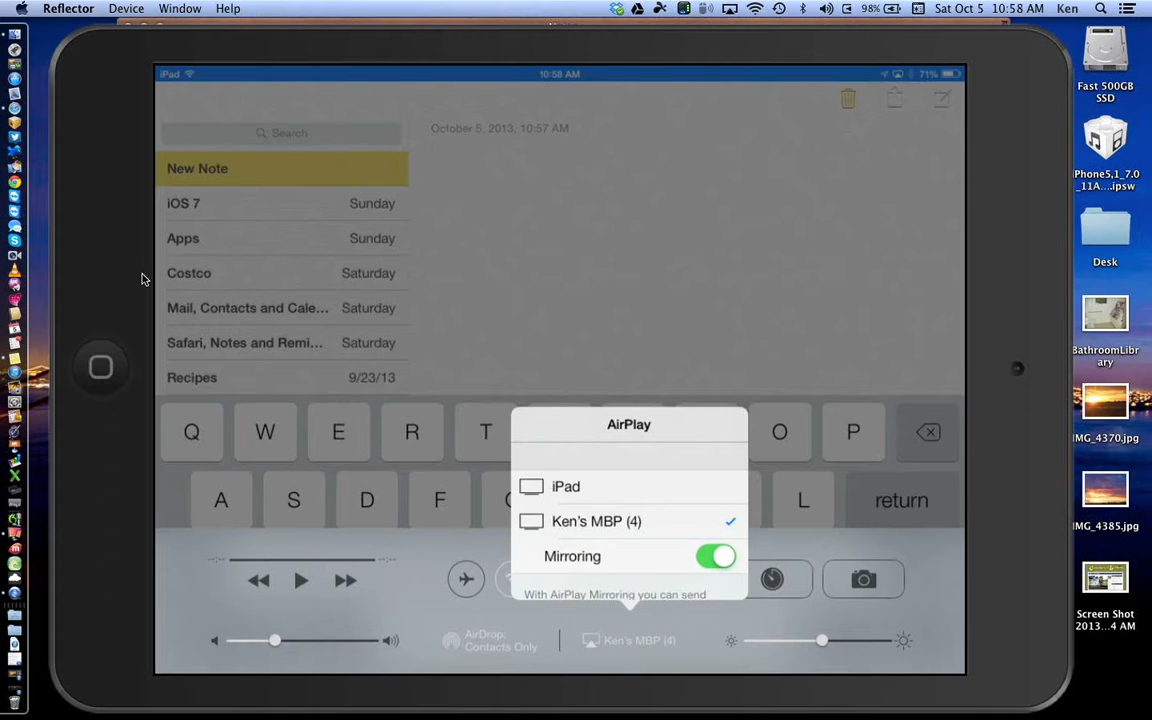 Reflector Device Window Help
98% Sat Oct 5 10:58 AM Ken
iPad 10:58 AM 71%
Search
October 5, 2013, 10:57 AM
New Note
iOS 7 Sunday
Apps Sunday
Costco Saturday
Mail, Contacts and Cale... Saturday
Safari, Notes and Remi... Saturday
Recipes 9/23/13
Q W E R T O P
A S D F L return
AirPlay
iPad
Ken's MBP (4)
Mirroring
With AirPlay Mirroring you can send
--:-- --:--
AirDrop:
Contacts Only
Ken's MBP (4)
Fast 500GB
SSD
iPhone5,1_7.0
_11A....ipsw
Desk
BathroomLibr
ary
IMG_4370.jpg
IMG_4385.jpg
Screen Shot
2013...4 AM